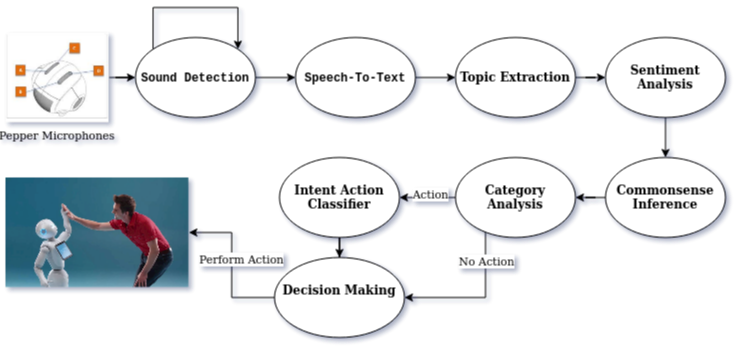 Sound Detection
Speech-To-Text
Topic Extraction
Sentiment
Analysis
Pepper Microphones
Intent Action
Classifier
Action
Category
Analysis
Commonsense
Inference
Perform Action
No Action
Decision Making